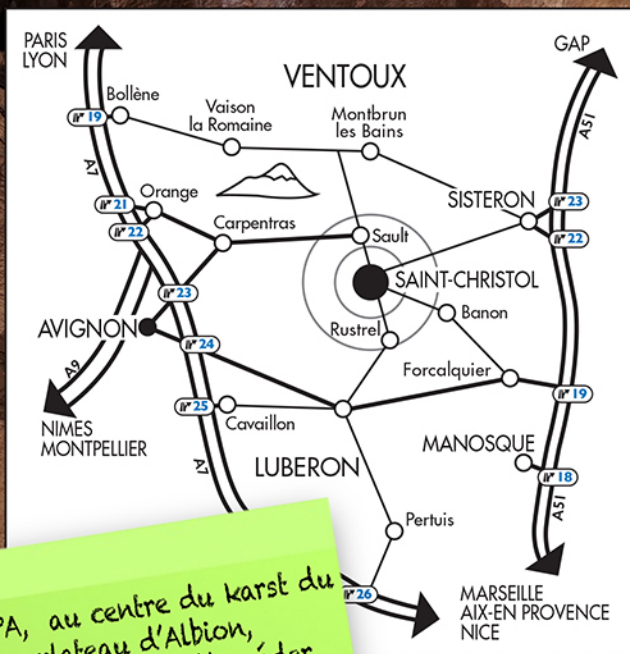 PARIS
LYON
GAP
VENTOUX
Bollène
Vaison
la Romaine
Montbrun
les Bains
19
A7
A51
Orange
21
22
SISTERON
23
22
Carpentras
Sault
23
SAINT-CHRISTOL
AVIGNON
Rustrel
Banon
24
A9
Forcalquier
19
25
Cavaillon
NIMES
MONTPELLIER
MANOSQUE
18
A7
LUBERON
A51
Pertuis
26
MARSEILLE
AIX-EN PROVENCE
NICE
au centre du karst du
d'Albion,